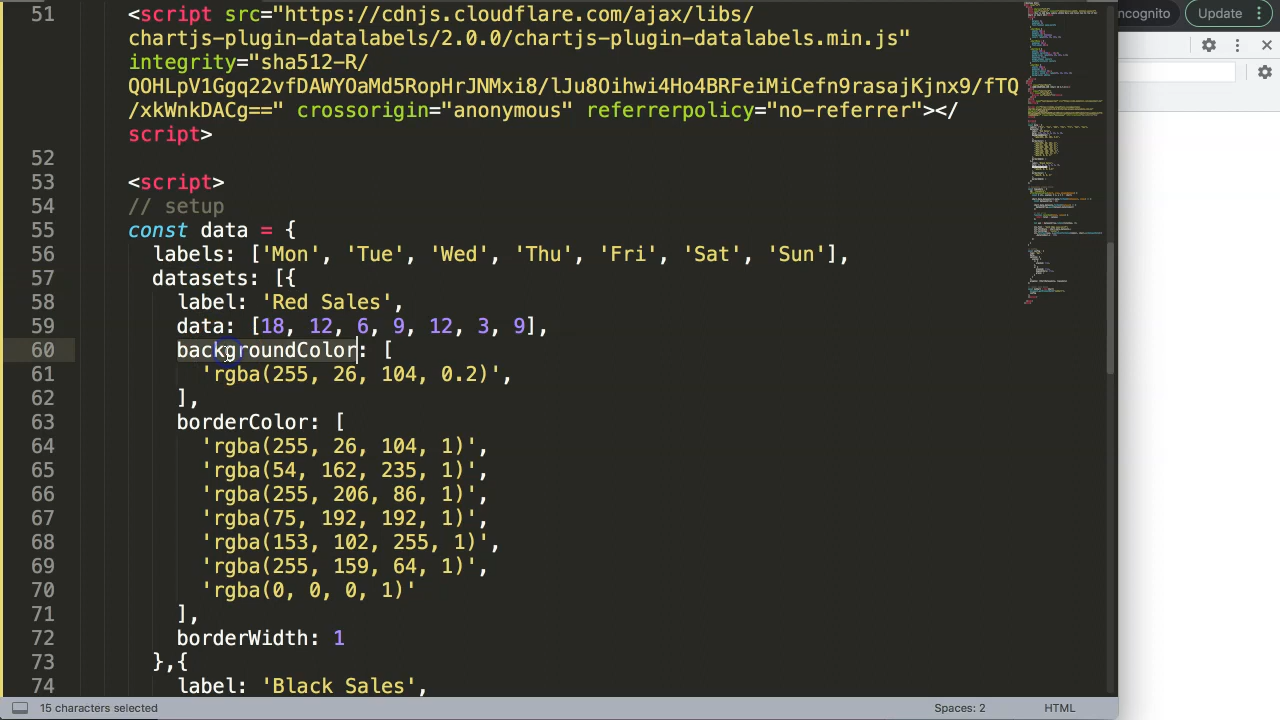 51 <script src="https://cdnjs.cloudflare.com/ajax/libs/
chartjs-plugin-datalabels/2.0.0/chartjs-plugin-datalabels.min.js"
integrity="sha512-R/
QOHLpV1Ggq22vfDAWYOaMd5RopHrJNMxi8/lJu8Oihwi4Ho4BRFeiMiCefn9rasajKjnx9/fTQ
/xkWnkDACg==" crossorigin="anonymous" referrerpolicy="no-referrer"></
script>
52
53 <script>
54 // setup
55 const data = {
56 labels: ['Mon', 'Tue', 'Wed', 'Thu', 'Fri', 'Sat', 'Sun'],
57 datasets: [{
58 label: 'Red Sales',
59 data: [18, 12, 6, 9, 12, 3, 9],
60 backgroundColor: [
61 'rgba(255, 26, 104, 0.2)',
62 ],
63 borderColor: [
64 'rgba(255, 26, 104, 1)',
65 'rgba(54, 162, 235, 1)',
66 'rgba(255, 206, 86, 1)',
67 'rgba(75, 192, 192, 1)',
68 'rgba(153, 102, 255, 1)',
69 'rgba(255, 159, 64, 1)',
70 'rgba(0, 0, 0, 1)'
71 ],
72 borderWidth: 1
73 },{
74 label: 'Black Sales',
15 characters selected
Spaces: 2
HTML
cognito
Update